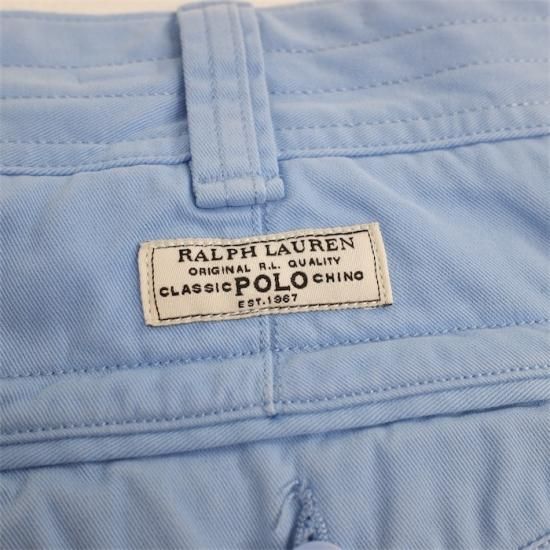 RALPH LAUREN
ORIGINAL R.L. QUALITY
CLASSIC POLO CHINO
EST. 1967